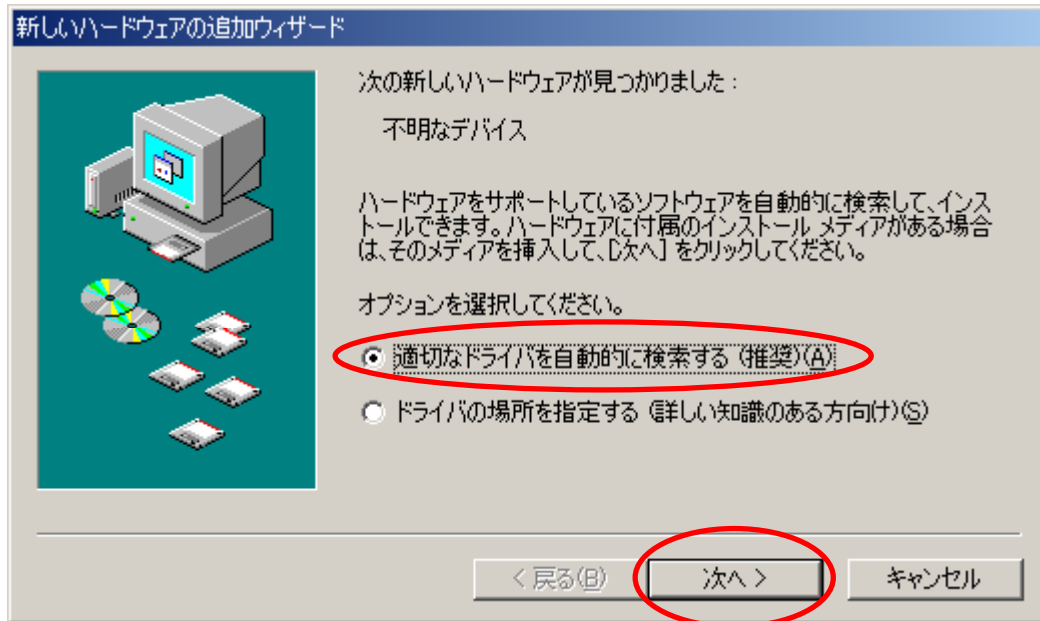 新しいハードウェアの追加ウィザード
次の新しいハードウェアが見つかりました :
不明なデバイス
ハードウェアをサポートしているソフトウェアを自動的に検索して、インス
トールできます。ハードウェアに付属のインストール メディアがある場合
は、そのメディアを挿入して、[次へ] をクリックしてください。
オプションを選択してください。
適切なドライバを自動的に検索する (推奨)(A)
ドライバの場所を指定する (詳しい知識のある方向け)(S)
< 戻る(B)
次へ >
キャンセル